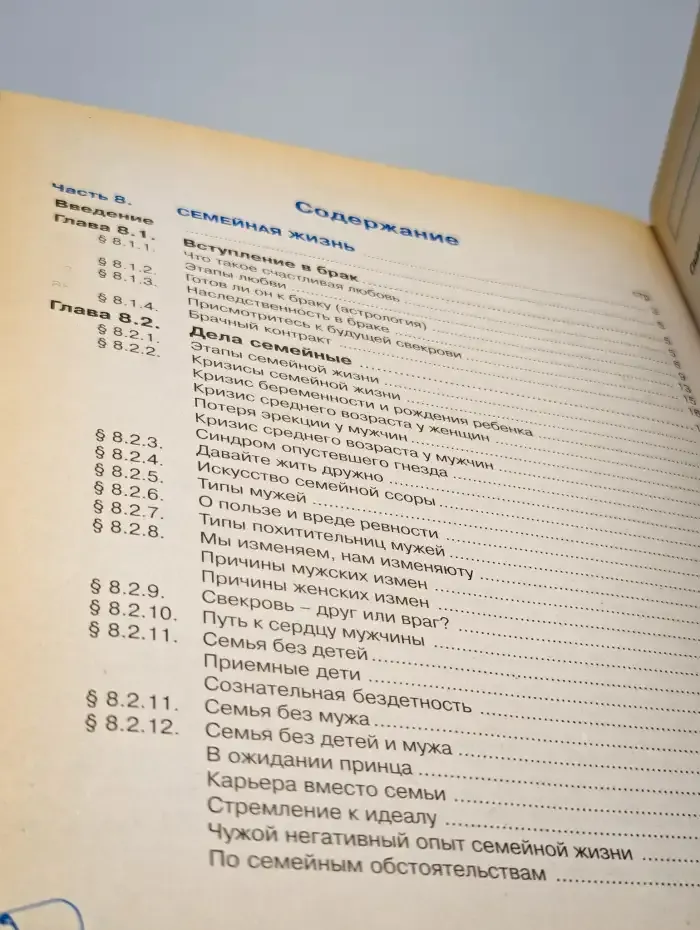 Содержание
Часть 8. СЕМЕЙНАЯ ЖИЗНЬ
Введение
Глава 8.1. Вступление в брак
§ 8.1.1. Что такое счастливая любовь
Этапы любви
§ 8.1.2. Готов ли он к браку (астрология)
§ 8.1.3. Наследственность в браке
Присмотритесь к будущей свекрови
§ 8.1.4. Брачный контракт
Глава 8.2. Дела семейные
§ 8.2.1. Этапы семейной жизни
§ 8.2.2. Кризисы семейной жизни
Кризис беременности и рождения ребенка
Кризис среднего возраста у женщин
Потеря эрекции у мужчин
Кризис среднего возраста у мужчин
Синдром опустевшего гнезда
§ 8.2.3. Давайте жить дружно
§ 8.2.4. Искусство семейной ссоры
§ 8.2.5. Типы мужей
§ 8.2.6. О пользе и вреде ревности
§ 8.2.7. Типы похитительниц мужей
§ 8.2.8. Мы изменяем, нам изменяют
Причины мужских измен
Причины женских измен
§ 8.2.9. Свекровь – друг или враг?
§ 8.2.10. Путь к сердцу мужчины
§ 8.2.11. Семья без детей
Приемные дети
Сознательная бездетность
§ 8.2.11. Семья без мужа
§ 8.2.12. Семья без детей и мужа
В ожидании принца
Карьера вместо семьи
Стремление к идеалу
Чужой негативный опыт семейной жизни
По семейным обстоятельствам